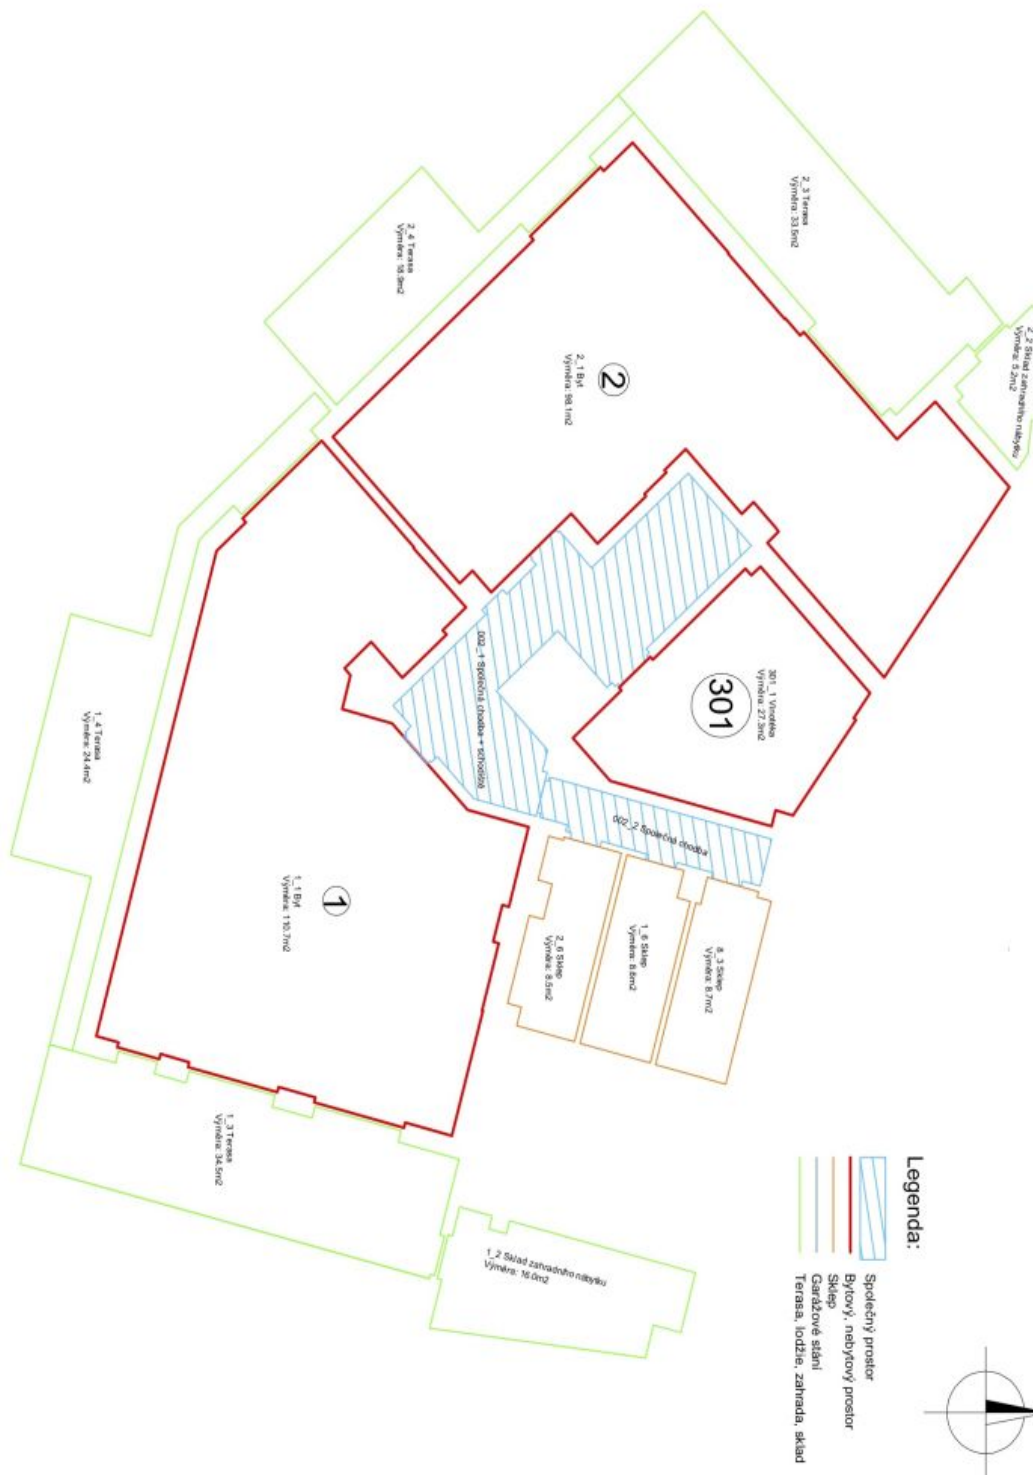 2_3 Terasa
Výměra: 33.5m2
2_2 Sklad zahradního nábytku
Výměra: 5.2m2
2_4 Terasa
Výměra: 18.9m2
2
2_1 Byt
Výměra: 98.1m2
301
301_1 Vinotéka
Výměra: 27.3m2
002_1 Společná chodba + schodiště
002_2 Společná chodba
1_4 Terasa
Výměra: 24.4m2
1
1_1 Byt
Výměra: 110.7m2
2_6 Sklep
Výměra: 8.5m2
1_6 Sklep
Výměra: 8.6m2
8_3 Sklep
Výměra: 8.7m2
1_3 Terasa
Výměra: 34.5m2
1_2 Sklad zahradního nábytku
Výměra: 16.0m2
Legenda:
Společný prostor
Bytový, nebytový prostor
Sklep
Garážové stání
Terasa, lodžie, zahrada, sklad